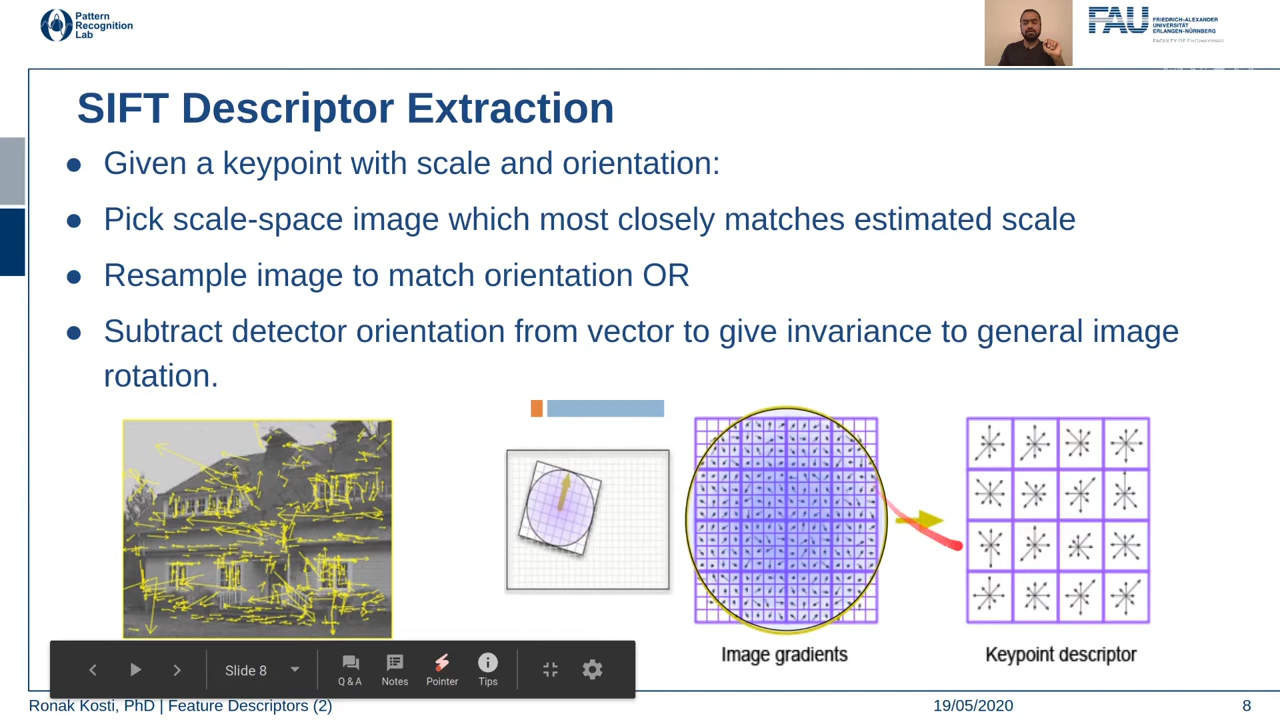 Pattern
Recognition
Lab
FAU
FRIEDRICH-ALEXANDER
UNIVERSITÄT
ERLANGEN-NÜRNBERG
FACULTY OF ENGINEERING
SIFT Descriptor Extraction
● Given a keypoint with scale and orientation:
● Pick scale-space image which most closely matches estimated scale
● Resample image to match orientation OR
● Subtract detector orientation from vector to give invariance to general image
rotation.
Image gradients
Keypoint descriptor
Slide 8
Q & A
Notes
Pointer
Tips
Ronak Kosti, PhD | Feature Descriptors (2)
19/05/2020
8